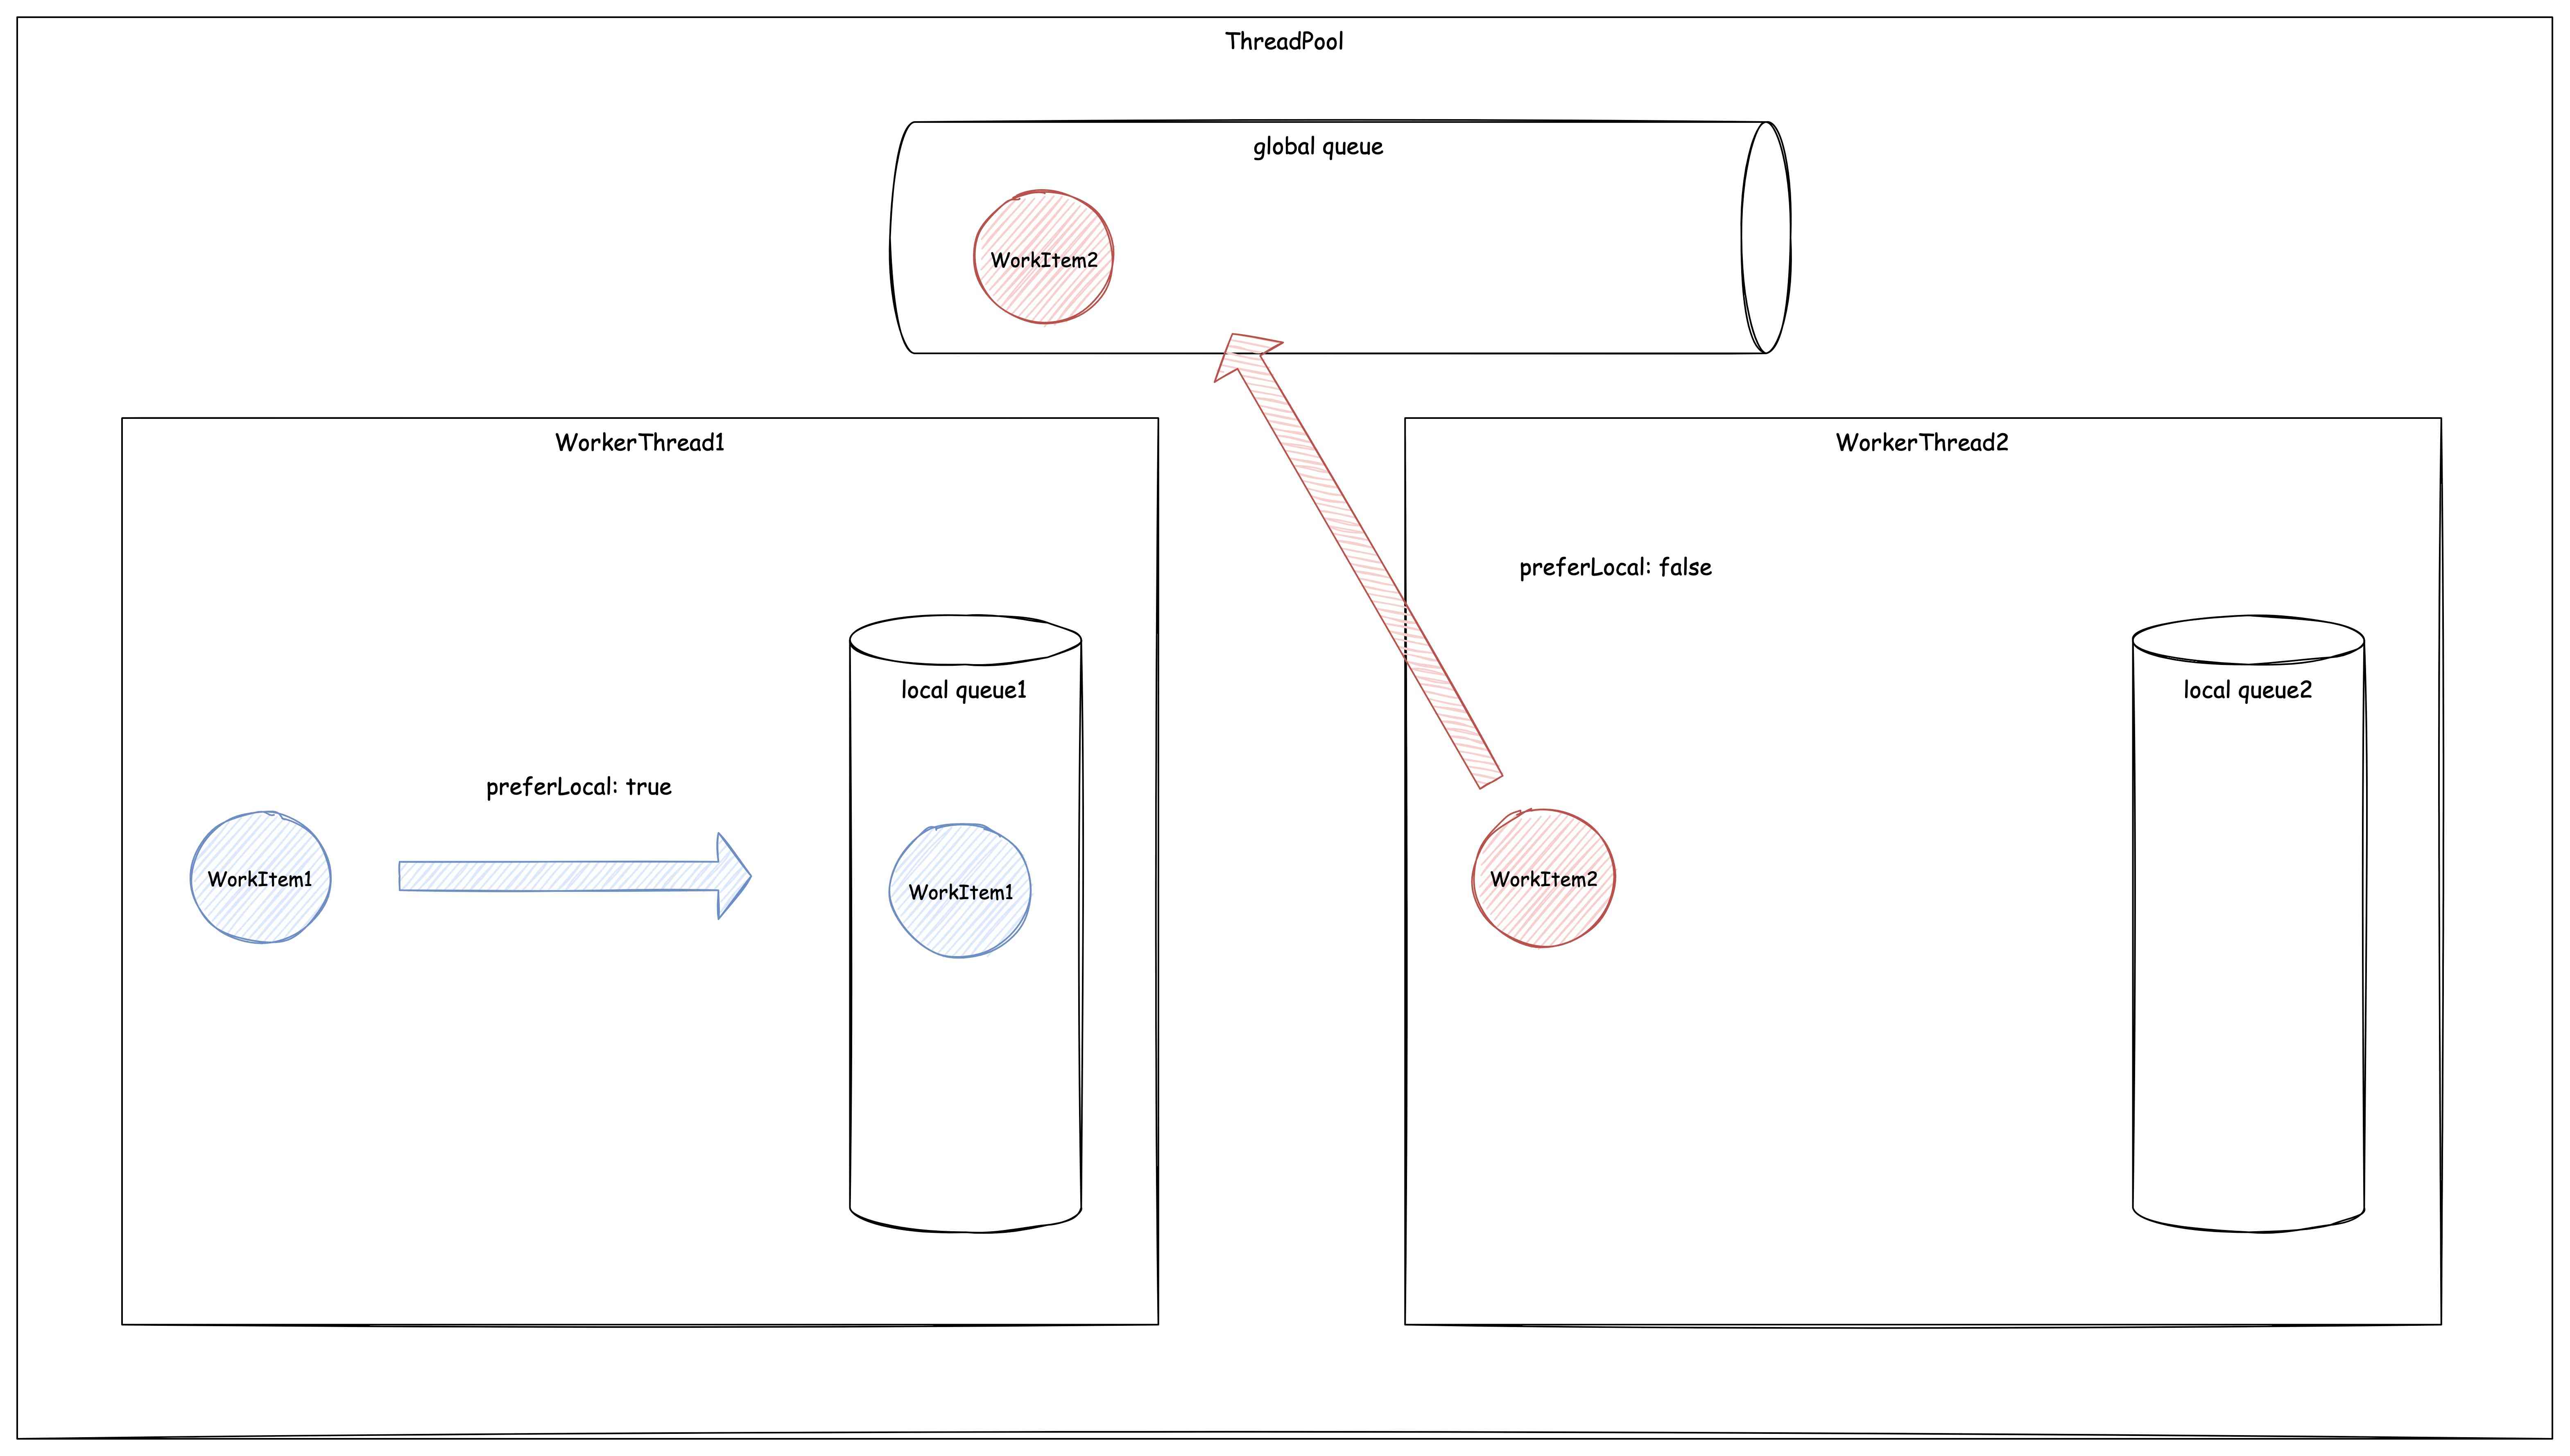 ThreadPool
global queue
WorkItem2
WorkerThread1
WorkerThread2
preferLocal: false
local queue1
local queue2
preferLocal: true
WorkItem1
WorkItem1
WorkItem2